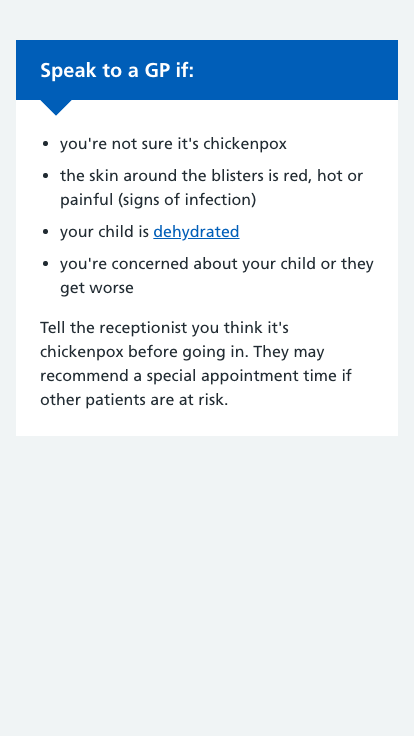 Speak to a GP if:
• you're not sure it's chickenpox
• the skin around the blisters is red, hot or
painful (signs of infection)
• your child is dehydrated
• you're concerned about your child or they
get worse
Tell the receptionist you think it's
chickenpox before going in. They may
recommend a special appointment time if
other patients are at risk.